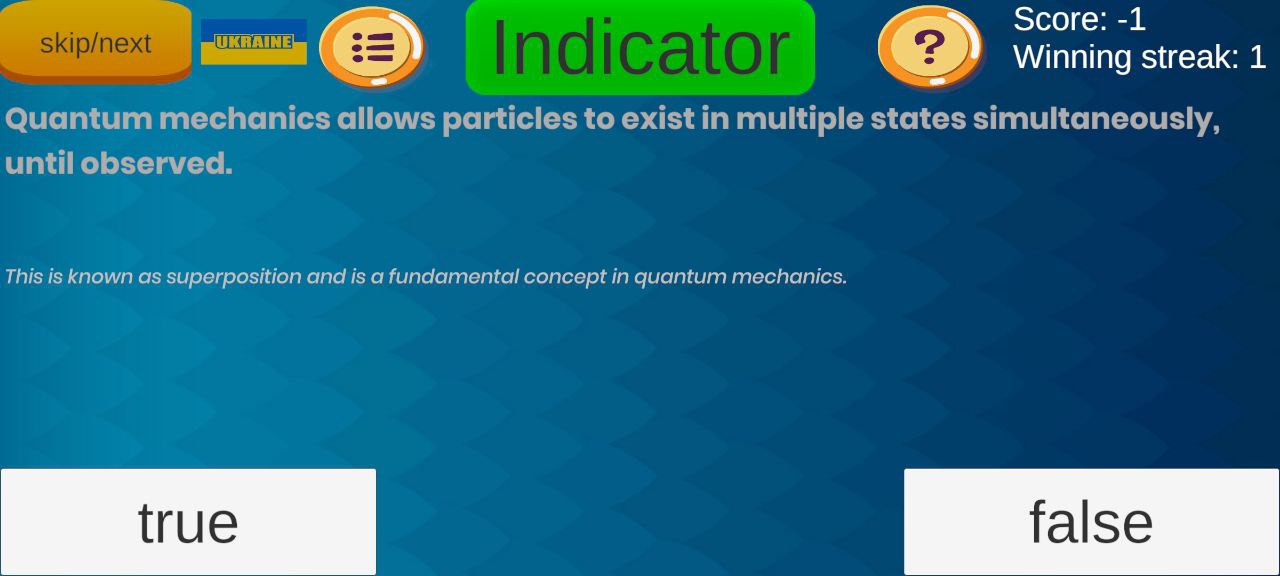 skip/next
UKRAINE
Indicator
?
Score: -1
Winning streak: 1
Quantum mechanics allows particles to exist in multiple states simultaneously,
until observed.
This is known as superposition and is a fundamental concept in quantum mechanics.
true
false